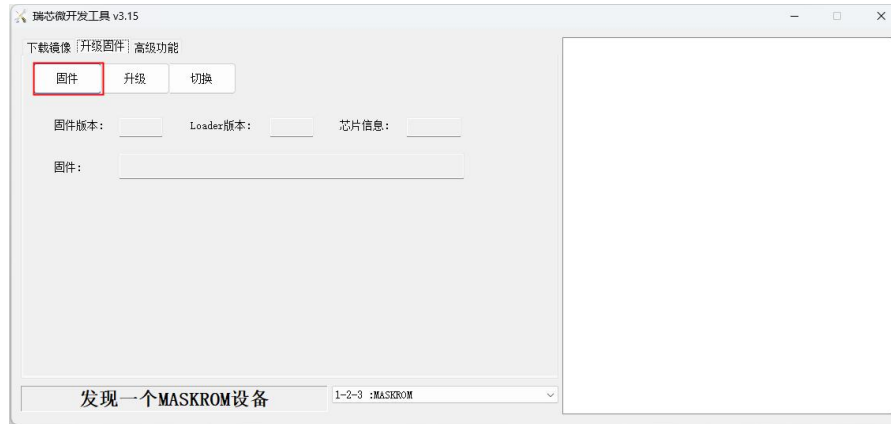 瑞芯微开发工具 v3.15
下载镜像 升级固件 高级功能
固件 升级 切换
固件版本: Loader版本: 芯片信息:
固件:
发现一个MASKROM设备 1-2-3 :MASKROM